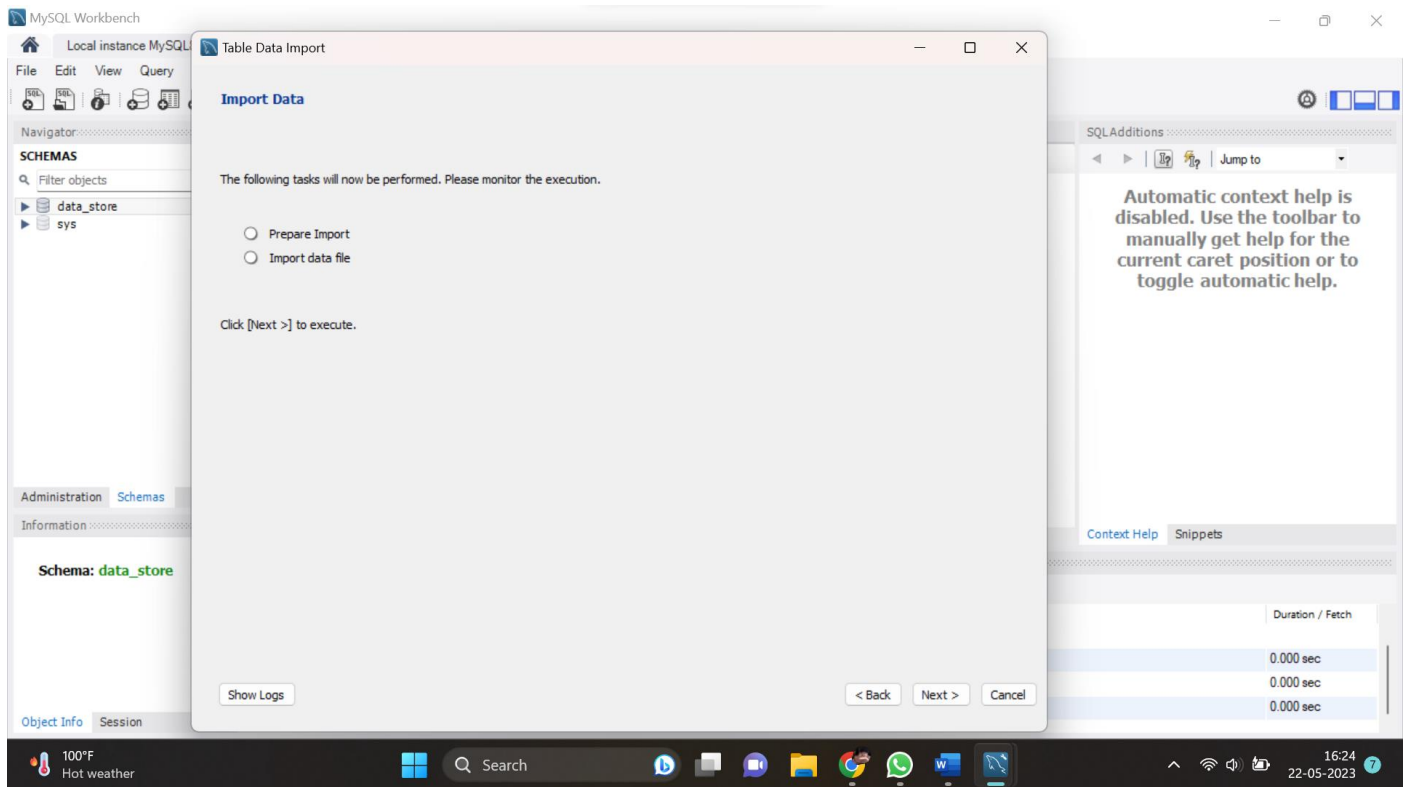 MySQL Workbench
Local instance MySQL
File Edit View Query
Navigator
SCHEMAS
Filter objects
data_store
sys
Administration Schemas
Information
Schema: data_store
Object Info Session
Table Data Import
Import Data
The following tasks will now be performed. Please monitor the execution.
Prepare Import
Import data file
Click [Next >] to execute.
Show Logs
< Back Next > Cancel
SQLAdditions
Jump to
Automatic context help is
disabled. Use the toolbar to
manually get help for the
current caret position or to
toggle automatic help.
Context Help Snippets
Duration / Fetch
0.000 sec
0.000 sec
0.000 sec
100°F
Hot weather
Search
16:24
22-05-2023
7